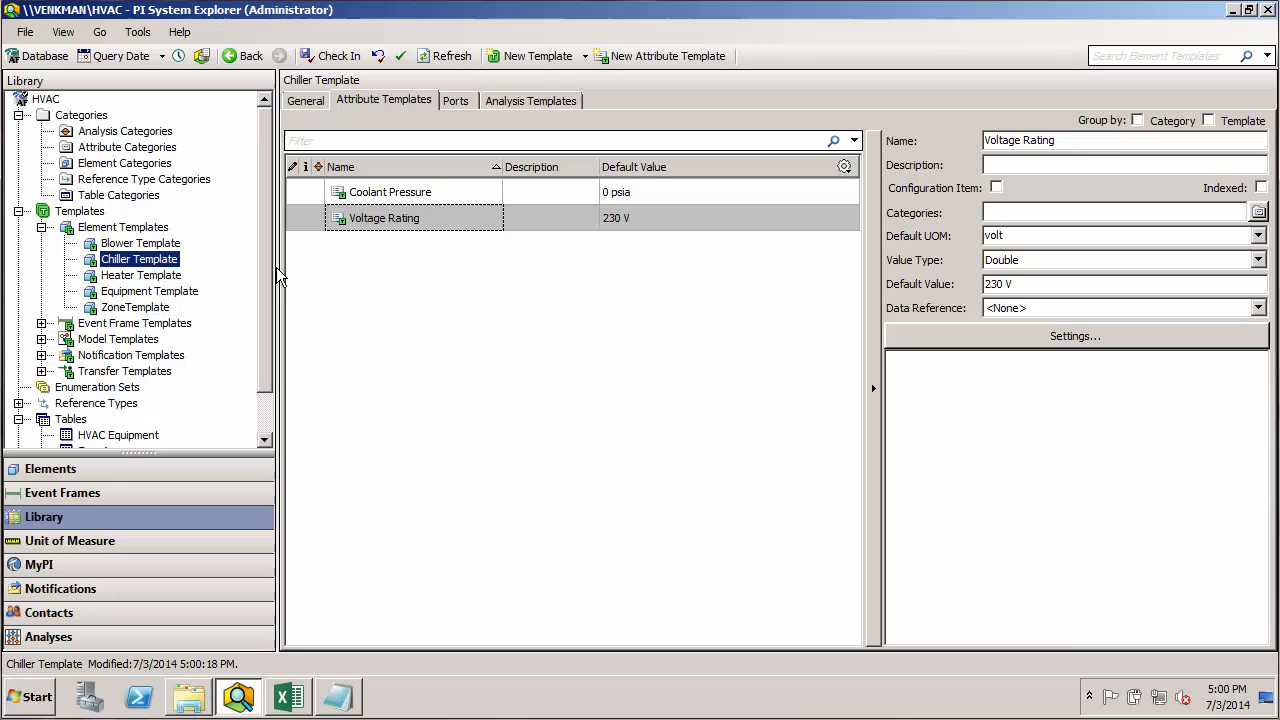 \\VENKMAN\HVAC - PI System Explorer (Administrator)
File View Go Tools Help
Database Query Date Back Check In Refresh New Template New Attribute Template Search Element Templates
Library
HVAC
Categories
Analysis Categories
Attribute Categories
Element Categories
Reference Type Categories
Table Categories
Templates
Element Templates
Blower Template
Chiller Template
Heater Template
Equipment Template
ZoneTemplate
Event Frame Templates
Model Templates
Notification Templates
Transfer Templates
Enumeration Sets
Reference Types
Tables
HVAC Equipment
Elements
Event Frames
Library
Unit of Measure
MyPI
Notifications
Contacts
Analyses
Chiller Template
General Attribute Templates Ports Analysis Templates
Group by: Category Template
Filter
Name Description Default Value
Coolant Pressure 0 psia
Voltage Rating 230 V
Name: Voltage Rating
Description:
Configuration Item: Indexed:
Categories:
Default UOM: volt
Value Type: Double
Default Value: 230 V
Data Reference: <None>
Settings...
Chiller Template Modified:7/3/2014 5:00:18 PM.
Start
5:00 PM
7/3/2014